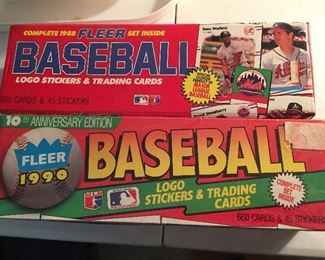 COMPLETE 1988 FLEER SET INSIDE
BASEBALL
LOGO STICKERS & TRADING CARDS
660 CARDS & 45 STICKERS
10TH ANNIVERSARY EDITION
FLEER
1990
BASEBALL
LOGO
STICKERS & TRADING
CARDS
COMPLETE
SET INSIDE
660 CARDS & 45 STICKERS